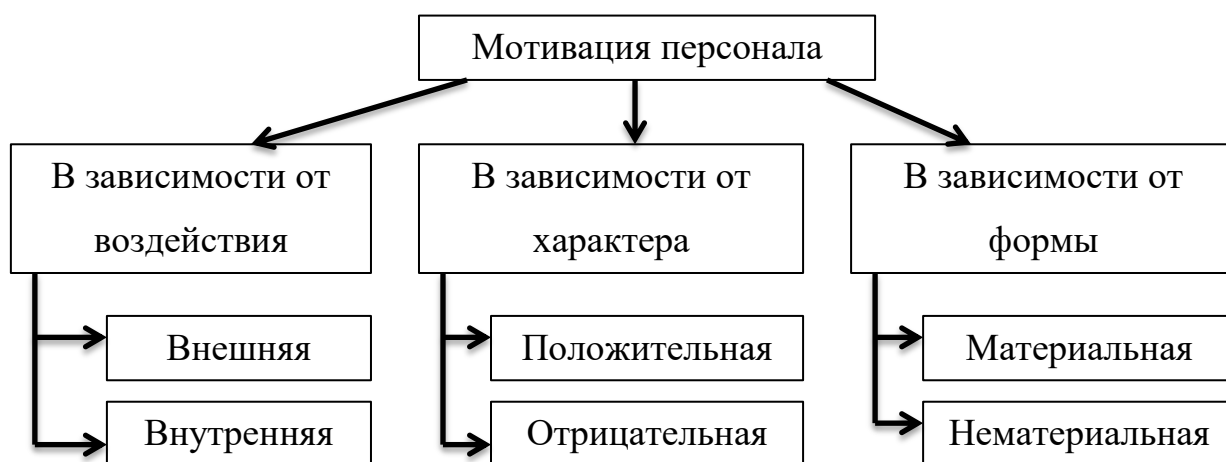 Мотивация персонала
В зависимости от
воздействия
В зависимости от
характера
В зависимости от
формы
Внешняя
Положительная
Материальная
Внутренняя
Отрицательная
Нематериальная